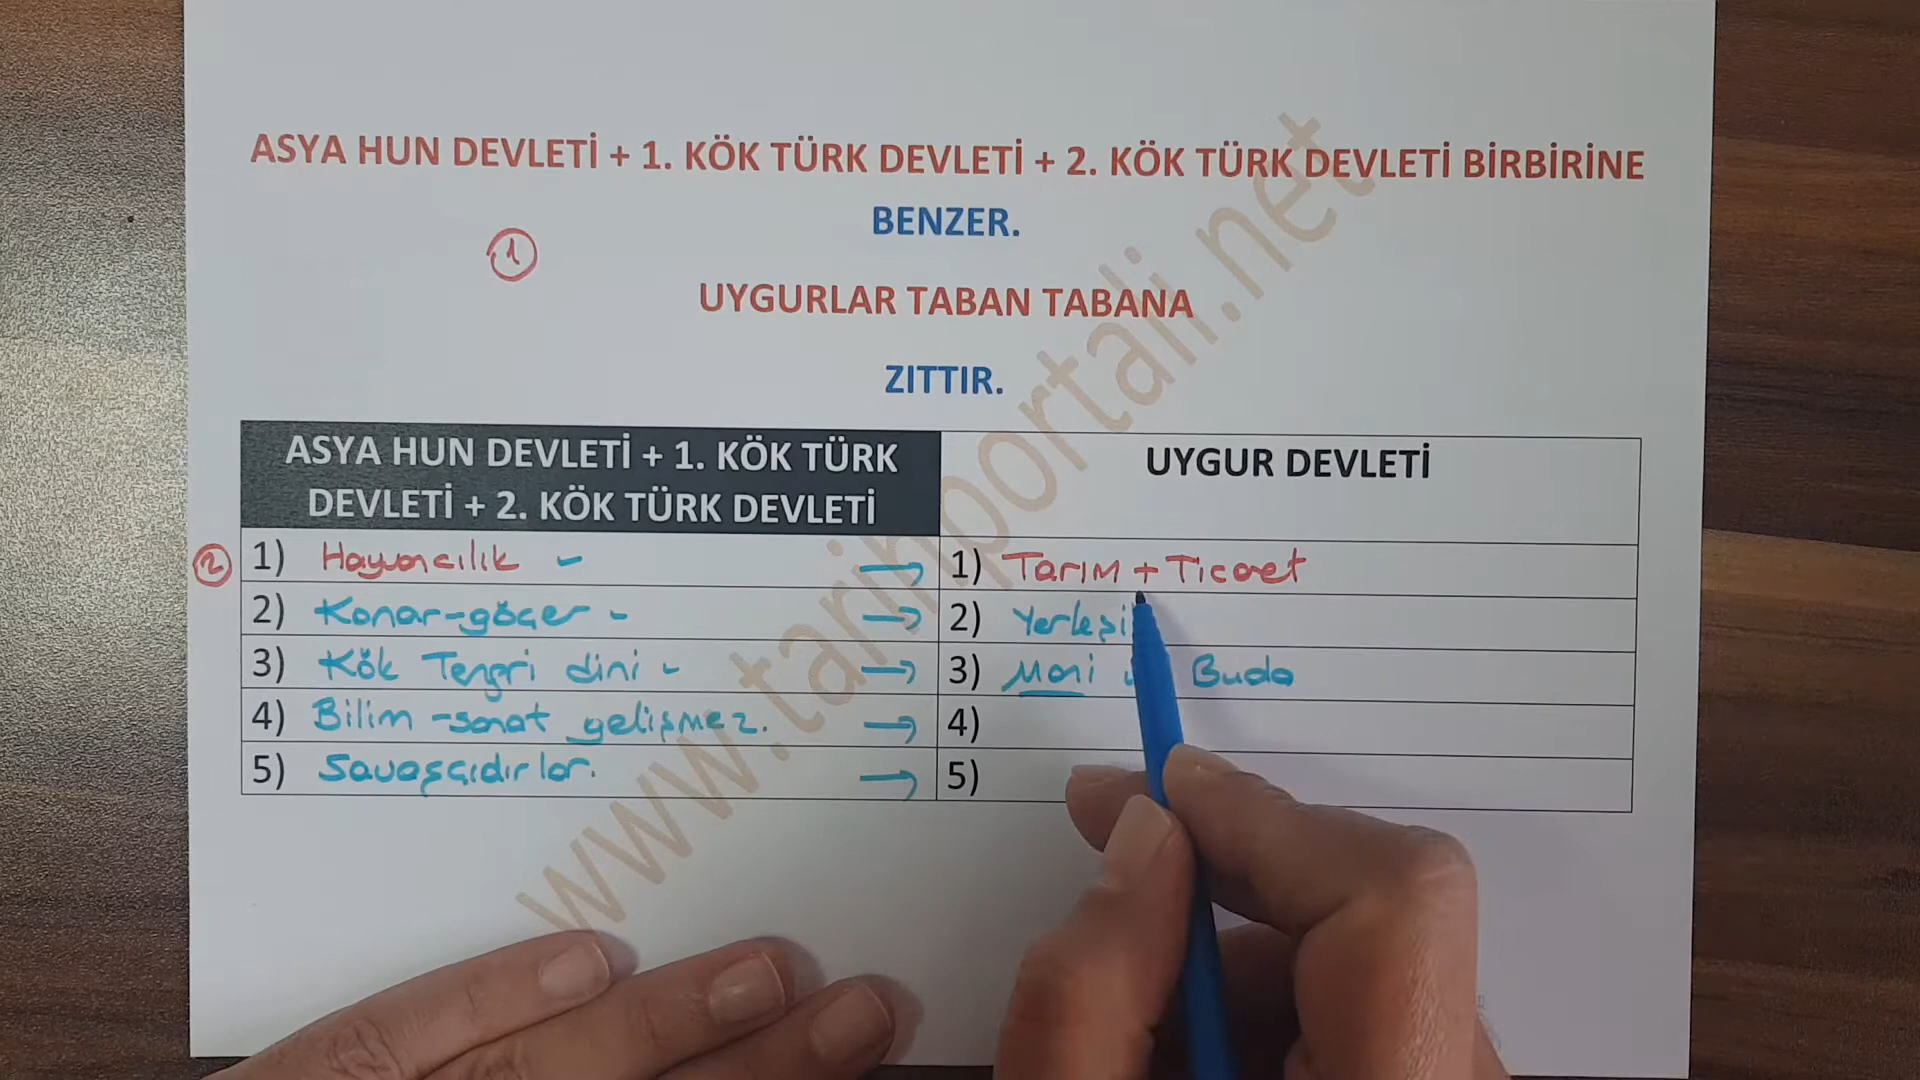 ASYA HUN DEVLETİ + 1. KÖK TÜRK DEVLETİ + 2. KÖK TÜRK DEVLETİ BİRBİRİNE
BENZER.
1
UYGURLAR TABAN TABANA
ZITTIR.
ASYA HUN DEVLETİ + 1. KÖK TÜRK
DEVLETİ + 2. KÖK TÜRK DEVLETİ
UYGUR DEVLETİ
2
1) Hayvancılık
1) Tarım + Ticaret
2) Konar-göçer
2) Yerleşi
3) Kök Tengri dini
3) Mani Buda
4) Bilim - sanat gelişmez.
4)
5) Savaşçıdırlar.
5)
www.tarihportali.net